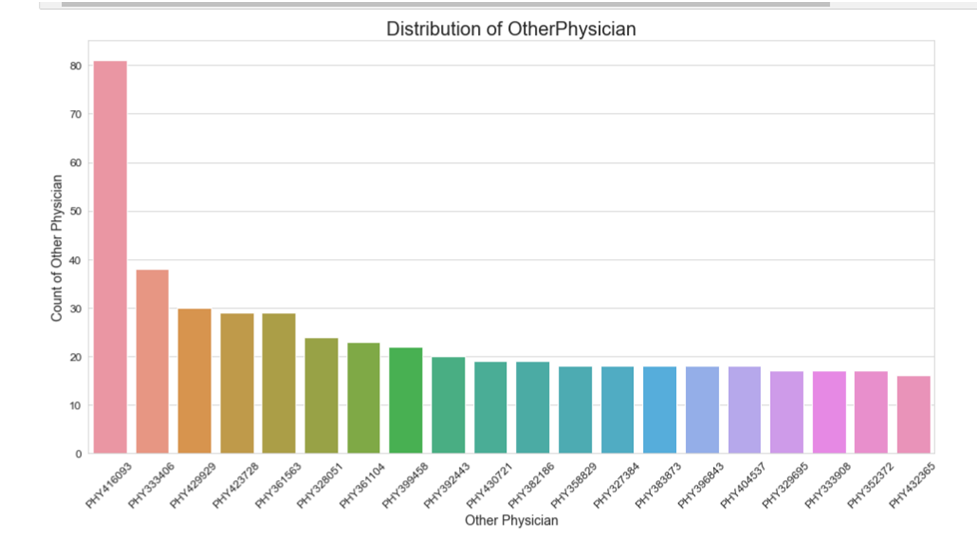 Distribution of OtherPhysician
Count of Other Physician
80
70
60
50
40
30
20
10
0
PHY416093
PHY333406
PHY429929
PHY423728
PHY361563
PHY328051
PHY361104
PHY399458
PHY392443
PHY430721
PHY382186
PHY358829
PHY327384
PHY383873
PHY396843
PHY404537
PHY329695
PHY333908
PHY352372
PHY432365
Other Physician